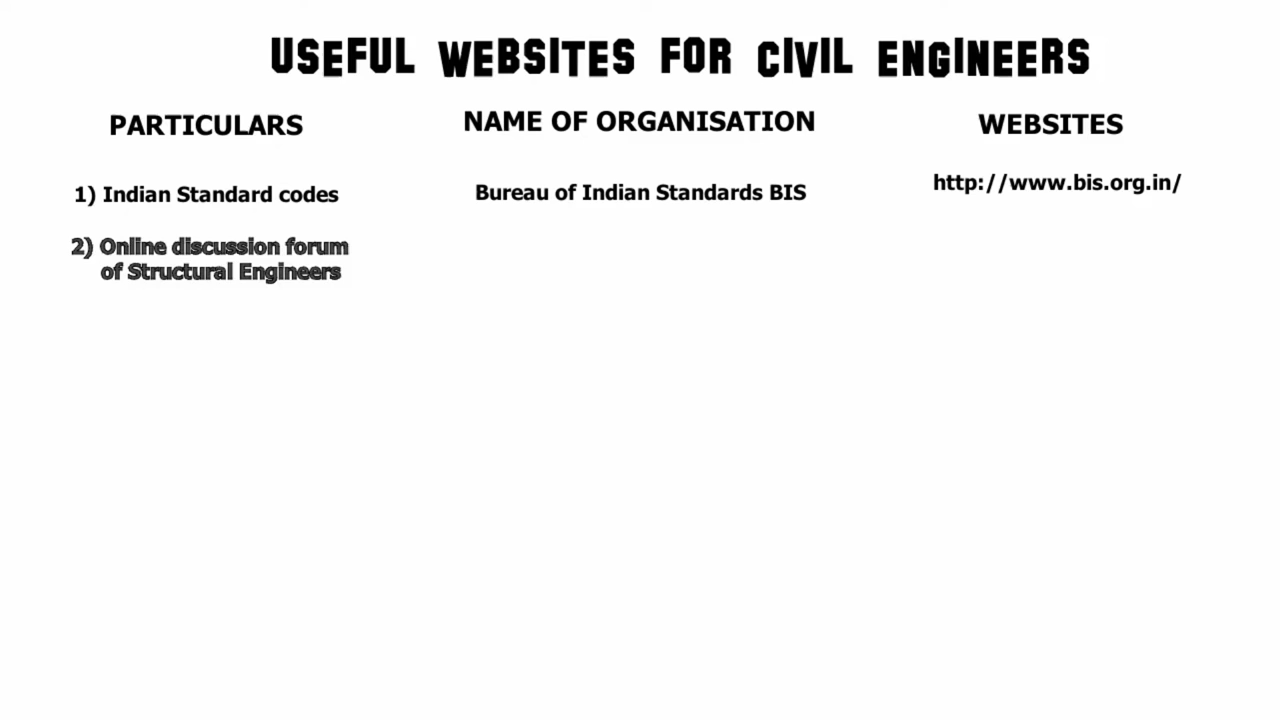 USEFUL WEBSITES FOR CIVIL ENGINEERS
PARTICULARS NAME OF ORGANISATION WEBSITES
1) Indian Standard codes Bureau of Indian Standards BIS http://www.bis.org.in/
2) Online discussion forum
of Structural Engineers